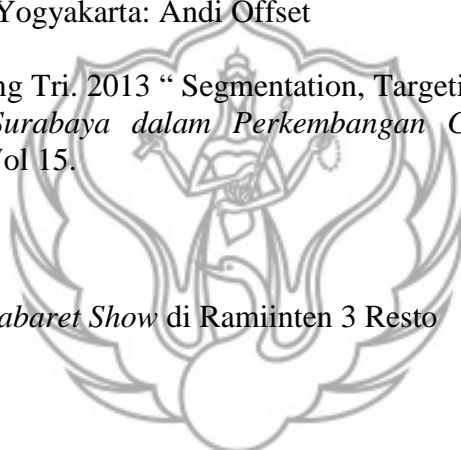 Yogyakarta: Andi Offset
ng Tri. 2013 “ Segmentation, Targeti
Surabaya dalam Perkembangan
Vol 15.
abaret Show di Ramiinten 3 Resto